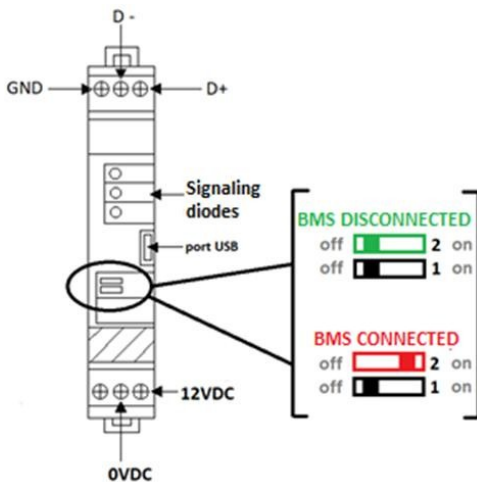 D -
GND
D+
Signaling
diodes
port USB
12VDC
0VDC
BMS DISCONNECTED
off 2 on
off 1 on
BMS CONNECTED
off 2 on
off 1 on